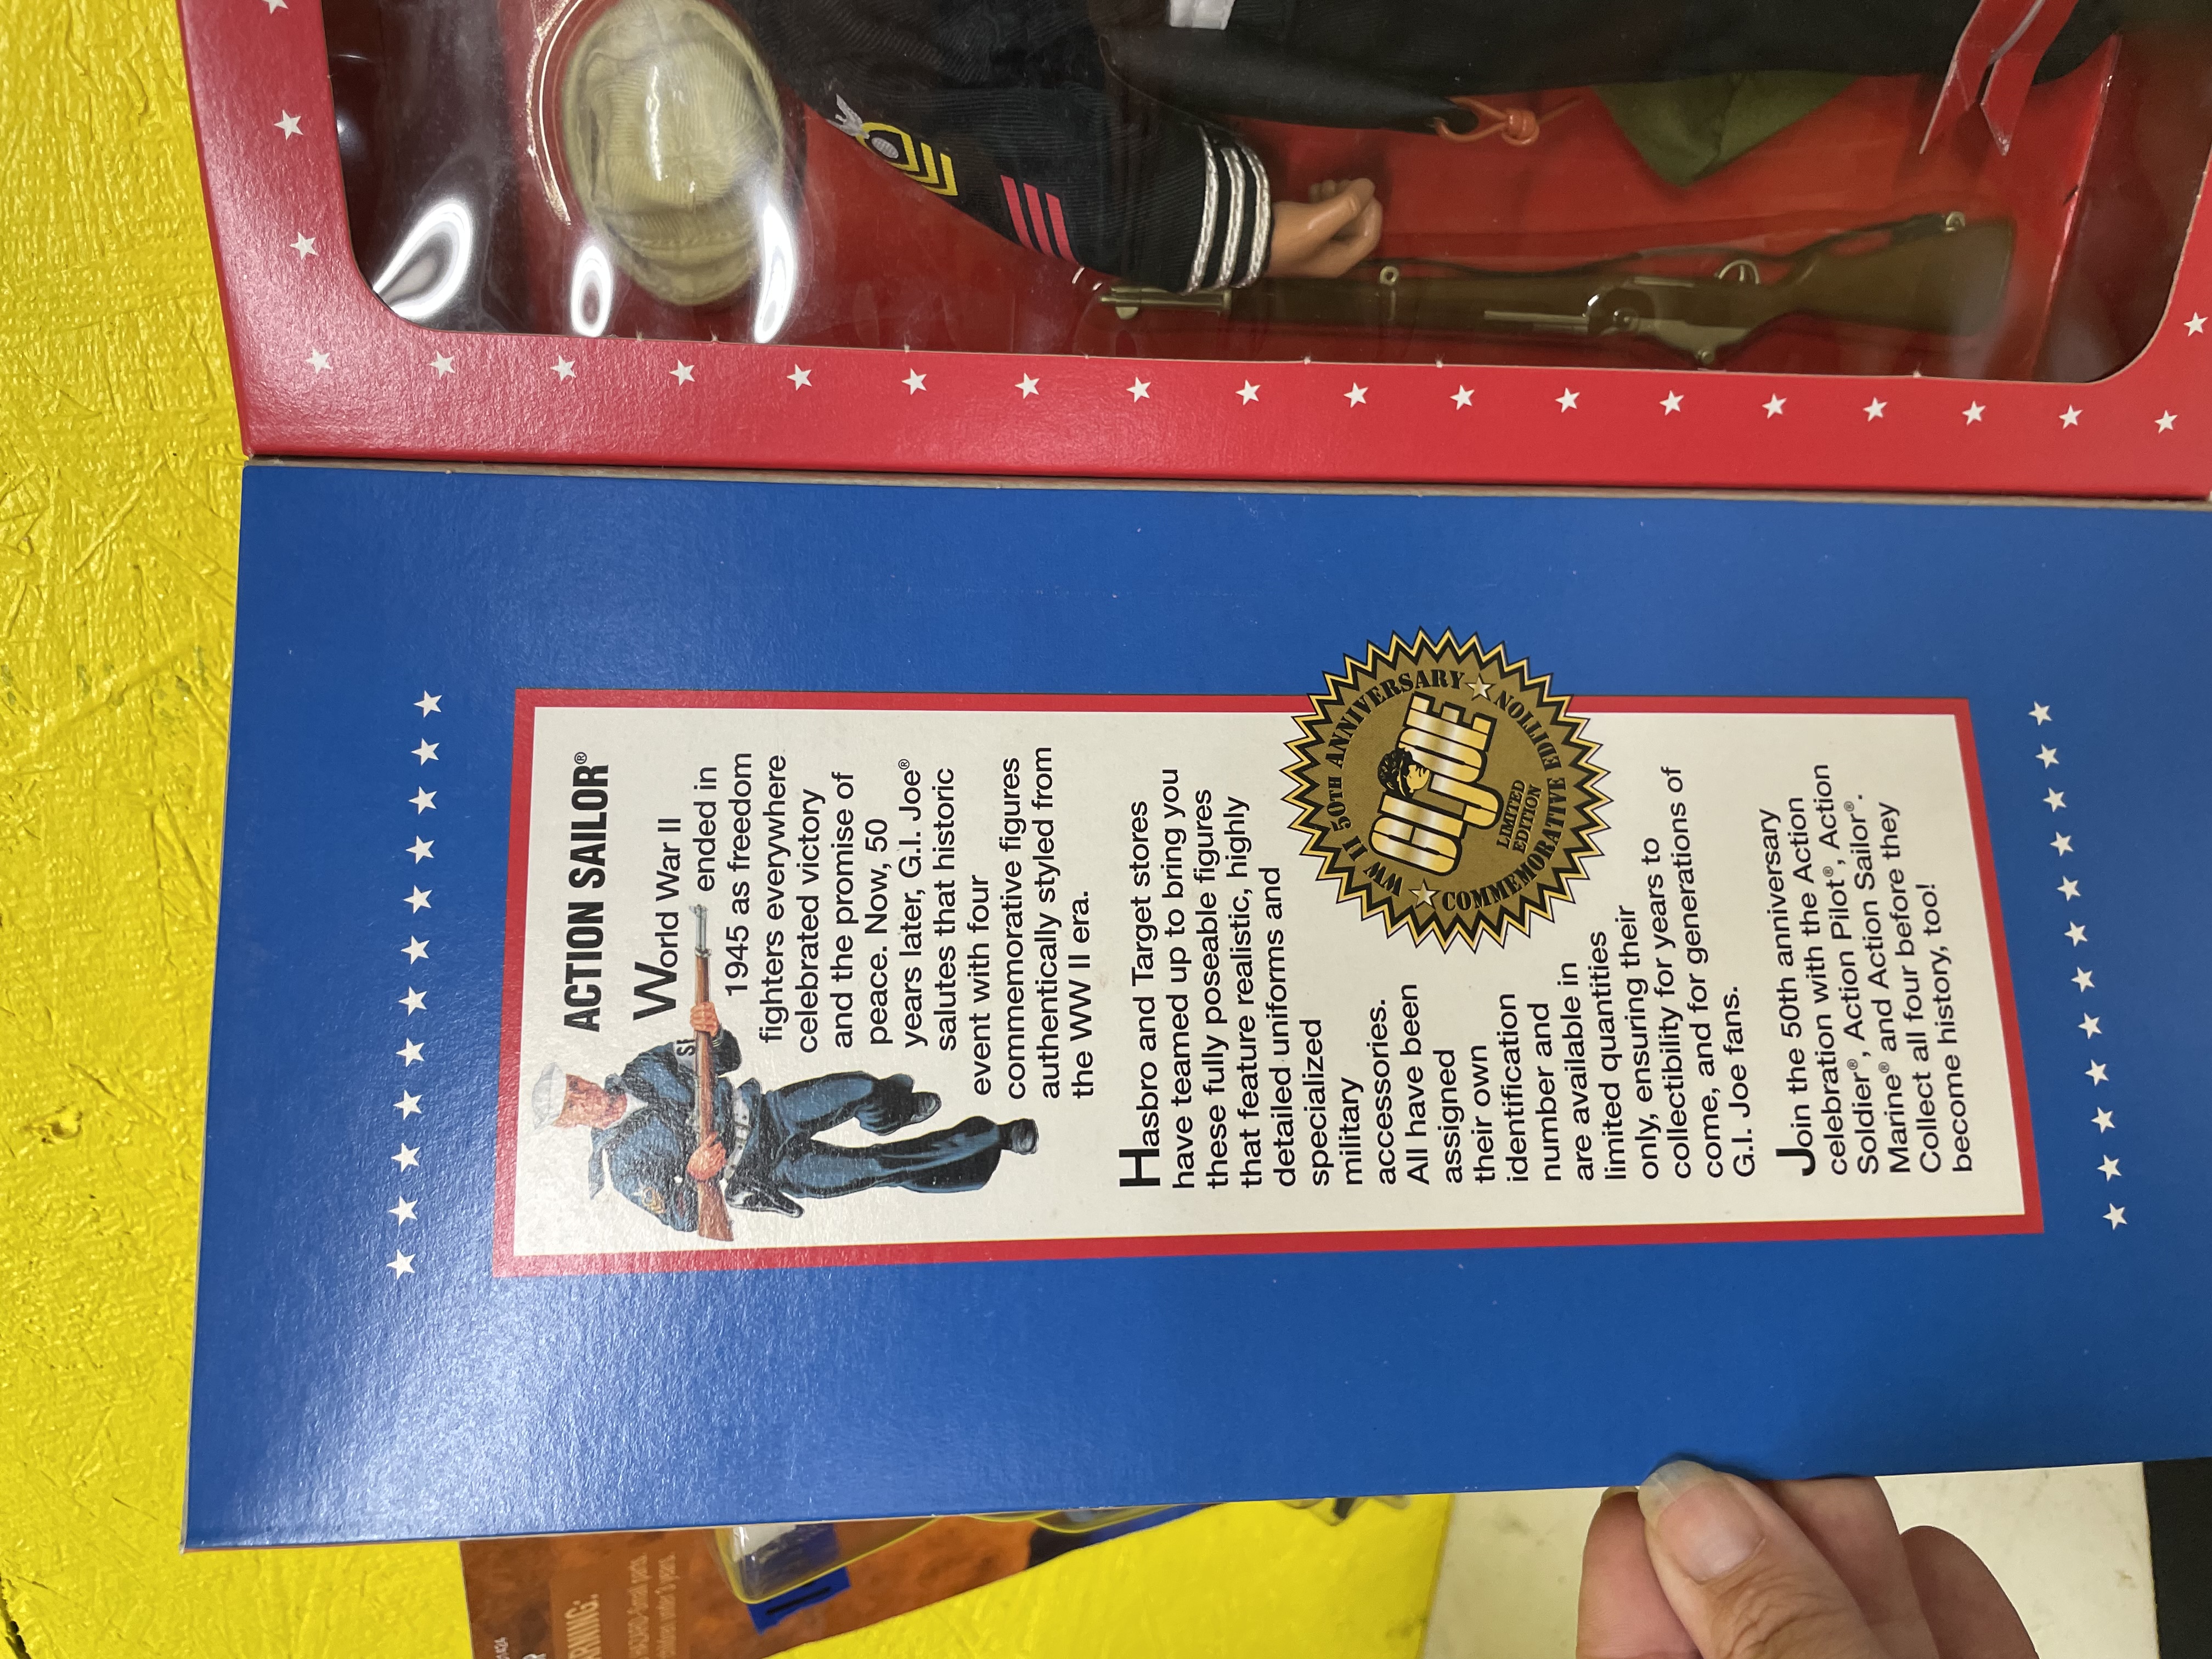 ACTION SAILOR®
World War II
ended in
1945 as freedom
fighters everywhere
celebrated victory
and the promise of
peace. Now, 50
years later, G.I. Joe®
salutes that historic
event with four
commemorative figures
authentically styled from
the WW II era.
Hasbro and Target stores
have teamed up to bring you
these fully poseable figures
that feature realistic, highly
detailed uniforms and
specialized
military
accessories.
All have been
assigned
their own
identification
number and
are available in
limited quantities
only, ensuring their
collectibility for years to
come, and for generations of
G.I. Joe fans.
WW II 50TH ANNIVERSARY
GI JOE
LIMITED
EDITION
COMMEMORATIVE EDITION
Join the 50th anniversary
celebration with the Action
Soldier®, Action Pilot®, Action
Marine® and Action Sailor®.
Collect all four before they
become history, too!